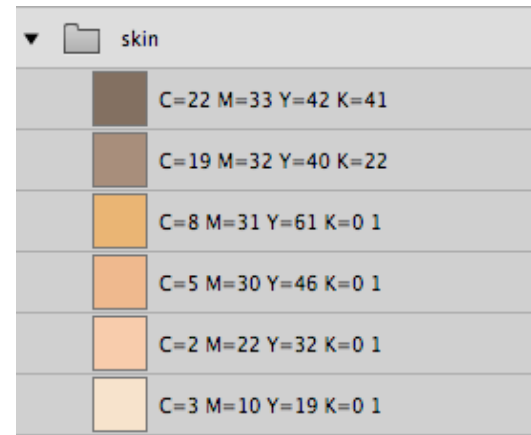 skin
C=22 M=33 Y=42 K=41
C=19 M=32 Y=40 K=22
C=8 M=31 Y=61 K=0 1
C=5 M=30 Y=46 K=0 1
C=2 M=22 Y=32 K=0 1
C=3 M=10 Y=19 K=0 1